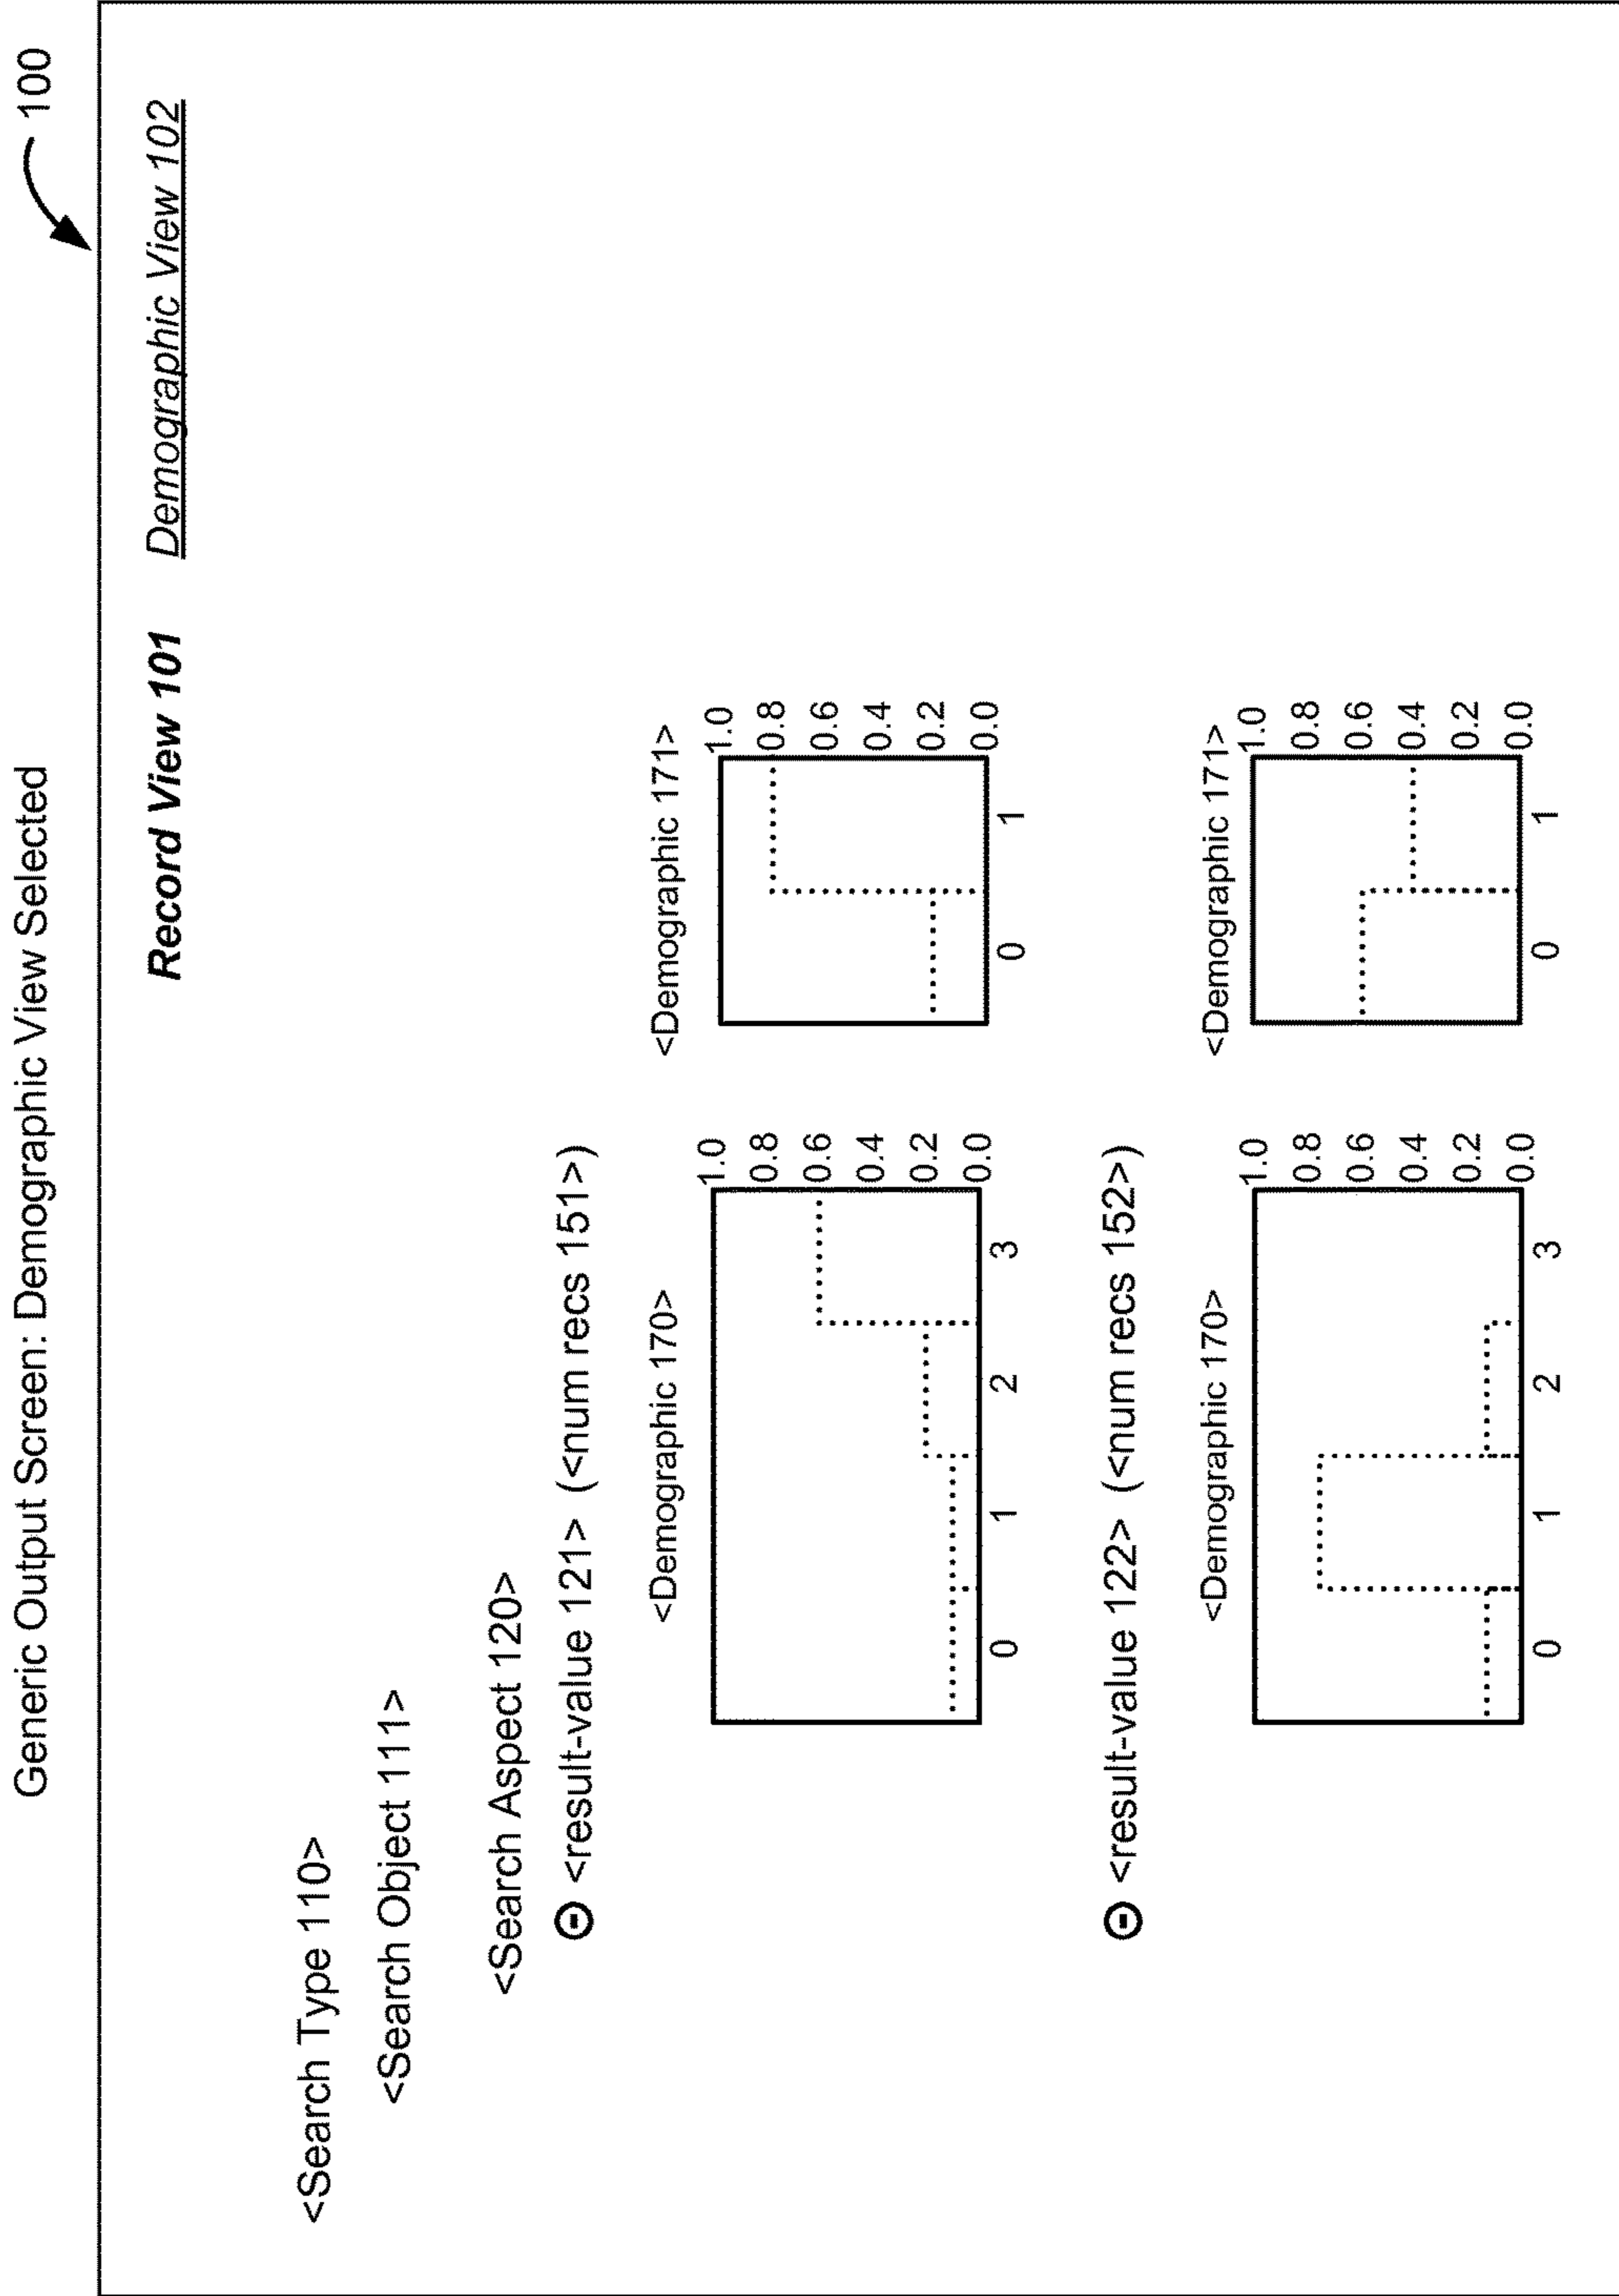 Generic Output Screen: Demographic View Selected
100
Record View 101 Demographic View 102
<Search Type 110>
<Search Object 111>
<Search Aspect 120>
⊖ <result-value 121> (<num recs 151>)
<Demographic 170>
1.0
0.8
0.6
0.4
0.2
0.0
0 1 2 3
<Demographic 171>
1.0
0.8
0.6
0.4
0.2
0.0
0 1
⊖ <result-value 122> (<num recs 152>)
<Demographic 170>
1.0
0.8
0.6
0.4
0.2
0.0
0 1 2 3
<Demographic 171>
1.0
0.8
0.6
0.4
0.2
0.0
0 1